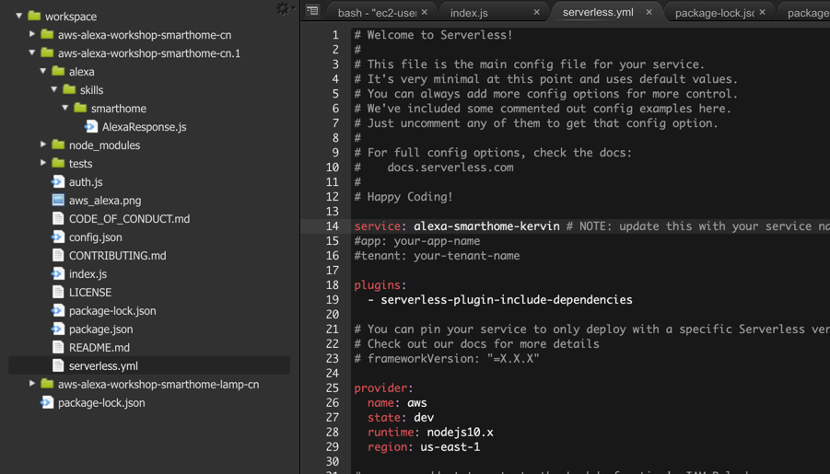 workspace
aws-alexa-workshop-smarthome-cn
aws-alexa-workshop-smarthome-cn.1
alexa
skills
smarthome
AlexaResponse.js
node_modules
tests
auth.js
aws_alexa.png
CODE_OF_CONDUCT.md
config.json
CONTRIBUTING.md
index.js
LICENSE
package-lock.json
package.json
README.md
serverless.yml
aws-alexa-workshop-smarthome-lamp-cn
package-lock.json
bash - "ec2-user
index.js
serverless.yml
package-lock.jso
package
1 # Welcome to Serverless!
2 #
3 # This file is the main config file for your service.
4 # It's very minimal at this point and uses default values.
5 # You can always add more config options for more control.
6 # We've included some commented out config examples here.
7 # Just uncomment any of them to get that config option.
8 #
9 # For full config options, check the docs:
10 #    docs.serverless.com
11 #
12 # Happy Coding!
13
14 service: alexa-smarthome-kervin # NOTE: update this with your service na
15 #app: your-app-name
16 #tenant: your-tenant-name
17
18 plugins:
19   - serverless-plugin-include-dependencies
20
21 # You can pin your service to only deploy with a specific Serverless ver
22 # Check out our docs for more details
23 # frameworkVersion: "=X.X.X"
24
25 provider:
26   name: aws
27   state: dev
28   runtime: nodejs10.x
29   region: us-east-1
30